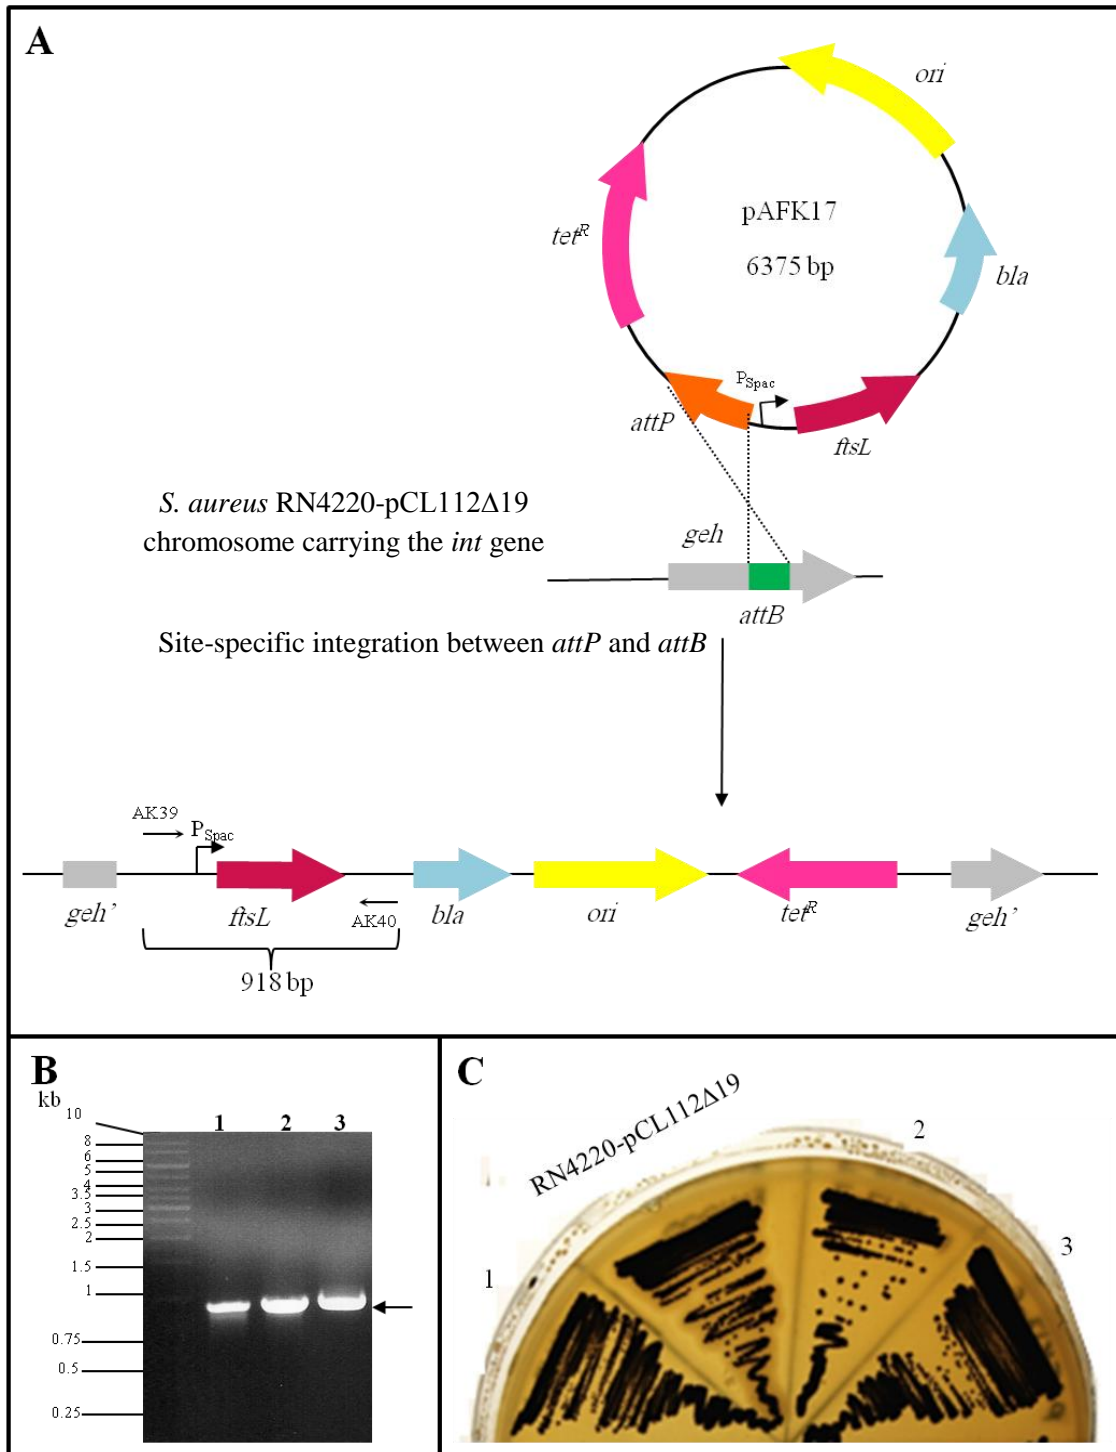 A
ori
pAFK17
6375 bp
tetR
bla
PSpac
attP
ftsL
S. aureus RN4220-pCL112Δ19
chromosome carrying the int gene
geh
attB
Site-specific integration between attP and attB
AK39
PSpac
geh’
ftsL
AK40
bla
ori
tetR
geh’
918 bp
B
kb
10
8
6
5
4
3.5
3
2.5
2
1.5
1
0.75
0.5
0.25
1 2 3
C
RN4220-pCL112Δ19
1
2
3